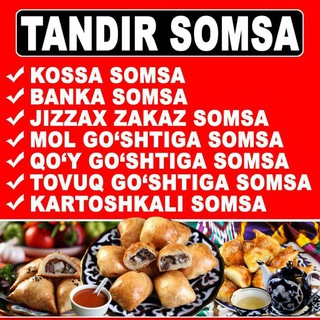 TANDIR SOMSA
KOSSA SOMSA
BANKA SOMSA
JIZZAX ZAKAZ SOMSA
MOL GO‘SHTIGA SOMSA
QO‘Y GO‘SHTIGA SOMSA
TOVUQ GO‘SHTIGA SOMSA
KARTOSHKALI SOMSA